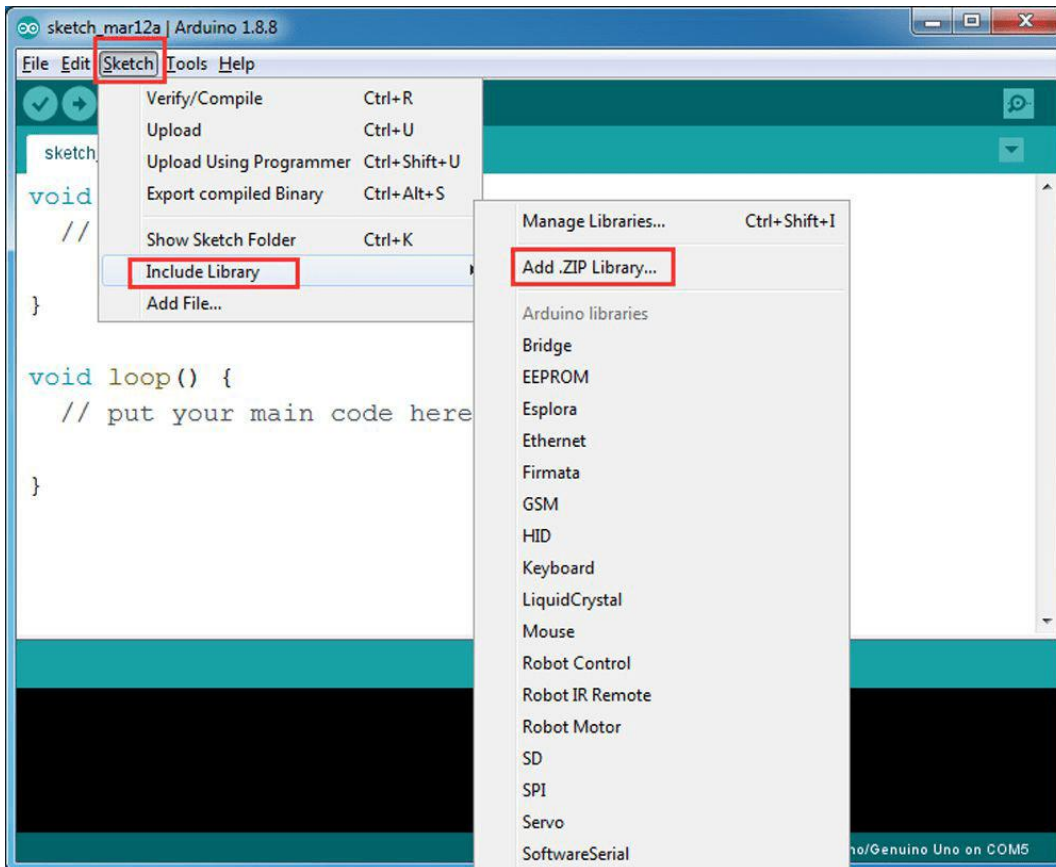 sketch_mar12a | Arduino 1.8.8
File Edit Sketch Tools Help
Verify/Compile Ctrl+R
Upload Ctrl+U
Upload Using Programmer Ctrl+Shift+U
Export compiled Binary Ctrl+Alt+S
Show Sketch Folder Ctrl+K
Include Library
Add File...
Manage Libraries... Ctrl+Shift+I
Add .ZIP Library...
Arduino libraries
Bridge
EEPROM
Esplora
Ethernet
Firmata
GSM
HID
Keyboard
LiquidCrystal
Mouse
Robot Control
Robot IR Remote
Robot Motor
SD
SPI
Servo
SoftwareSerial
sketch_
void
//
}
void loop() {
// put your main code here
}
no/Genuino Uno on COM5